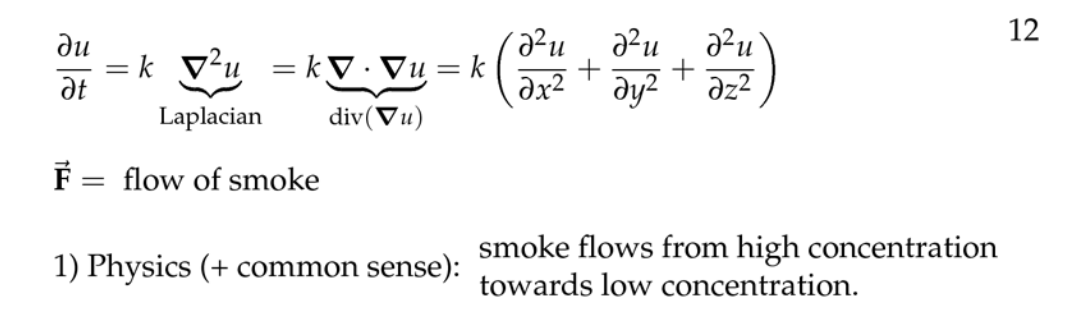 12
∂u/∂t = k ∇²u = k ∇ · ∇u = k (∂²u/∂x² + ∂²u/∂y² + ∂²u/∂z²)
Laplacian div(∇u)
F⃗ = flow of smoke
1) Physics (+ common sense): smoke flows from high concentration
towards low concentration.